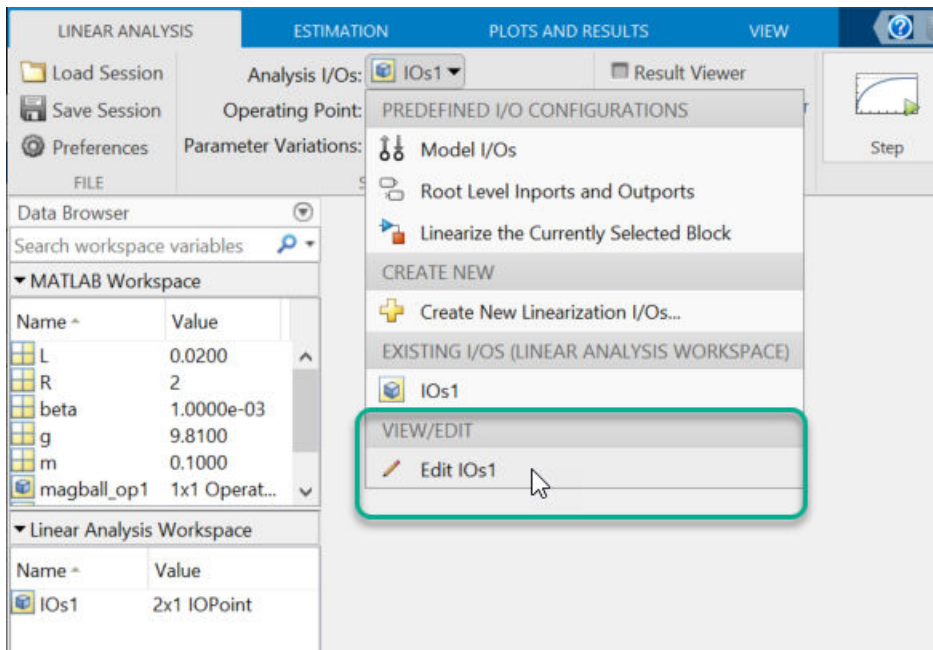 LINEAR ANALYSIS ESTIMATION PLOTS AND RESULTS VIEW ?
Load Session Analysis I/Os: IOs1 Result Viewer
Save Session Operating Point:
Preferences Parameter Variations: Step
FILE
PREDEFINED I/O CONFIGURATIONS
Model I/Os
Root Level Inports and Outports
Linearize the Currently Selected Block
CREATE NEW
Create New Linearization I/Os...
EXISTING I/OS (LINEAR ANALYSIS WORKSPACE)
IOs1
VIEW/EDIT
Edit IOs1
Data Browser
Search workspace variables
MATLAB Workspace
Name Value
L 0.0200
R 2
beta 1.0000e-03
g 9.8100
m 0.1000
magball_op1 1x1 Operat...
Linear Analysis Workspace
Name Value
IOs1 2x1 IOPoint